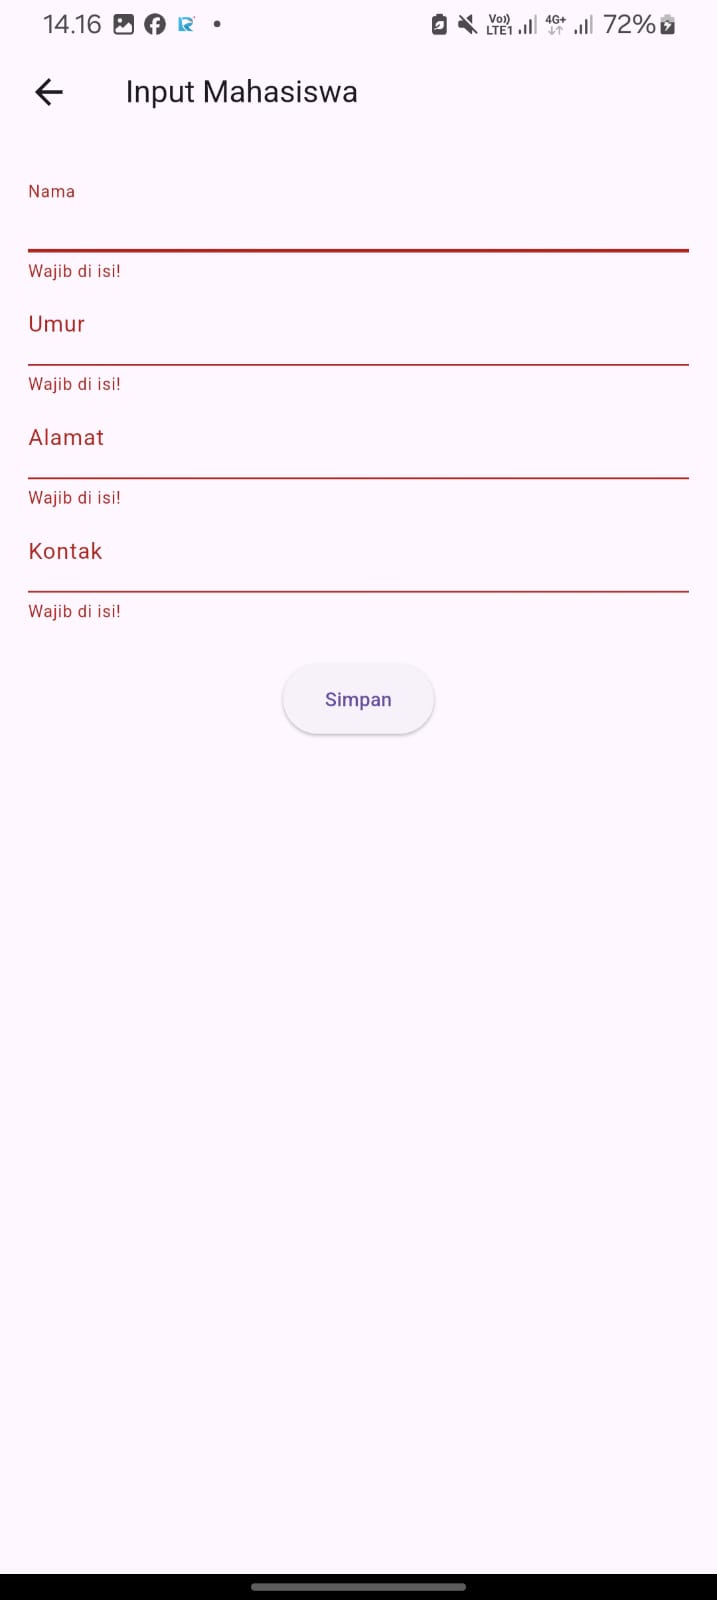 14.16 Vo)) LTE1 4G+ 72%
Input Mahasiswa
Nama
Wajib di isi!
Umur
Wajib di isi!
Alamat
Wajib di isi!
Kontak
Wajib di isi!
Simpan